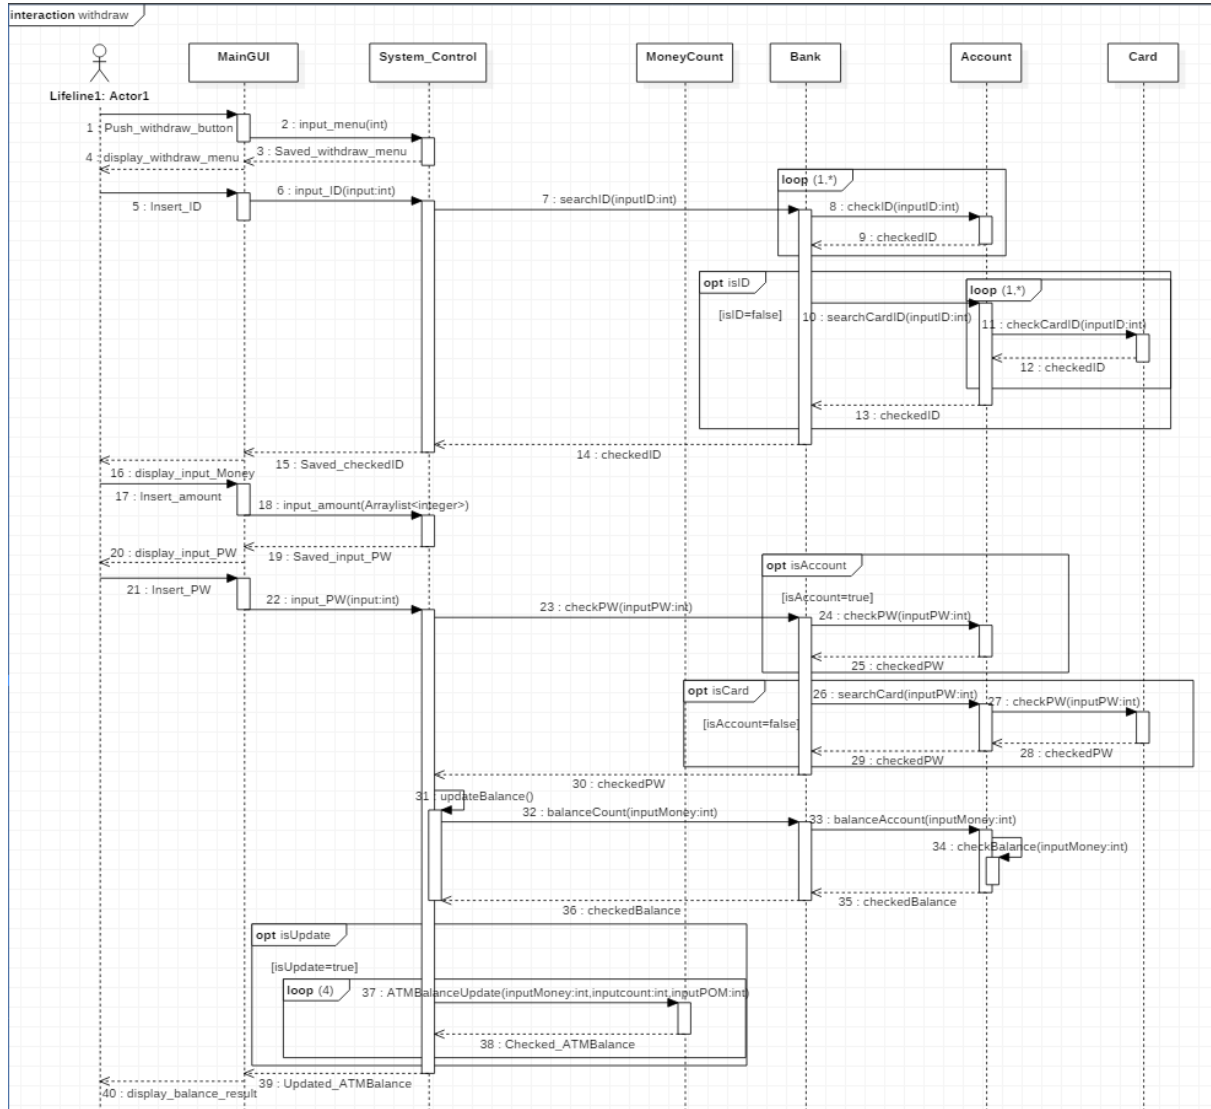 interaction withdraw
MainGUI
System_Control
MoneyCount
Bank
Account
Card
Lifeline1: Actor1
1 : Push_withdraw_button
2 : input_menu(int)
3 : Saved_withdraw_menu
4 : display_withdraw_menu
5 : Insert_ID
6 : input_ID(input:int)
7 : searchID(inputID:int)
loop (1,*)
8 : checkID(inputID:int)
9 : checkedID
opt isID
[isID=false]
loop (1,*)
10 : searchCardID(inputID:int)
11 : checkCardID(inputID:int)
12 : checkedID
13 : checkedID
14 : checkedID
15 : Saved_checkedID
16 : display_input_Money
17 : Insert_amount
18 : input_amount(Arraylist<integer>)
19 : Saved_input_PW
20 : display_input_PW
21 : Insert_PW
22 : input_PW(input:int)
23 : checkPW(inputPW:int)
opt isAccount
[isAccount=true]
24 : checkPW(inputPW:int)
25 : checkedPW
opt isCard
[isAccount=false]
26 : searchCard(inputPW:int)
27 : checkPW(inputPW:int)
28 : checkedPW
29 : checkedPW
30 : checkedPW
31 : updateBalance()
32 : balanceCount(inputMoney:int)
33 : balanceAccount(inputMoney:int)
34 : checkBalance(inputMoney:int)
35 : checkedBalance
36 : checkedBalance
opt isUpdate
[isUpdate=true]
loop (4)
37 : ATMBalanceUpdate(inputMoney:int,inputcount:int,inputPOM:int)
38 : Checked_ATMBalance
39 : Updated_ATMBalance
40 : display_balance_result